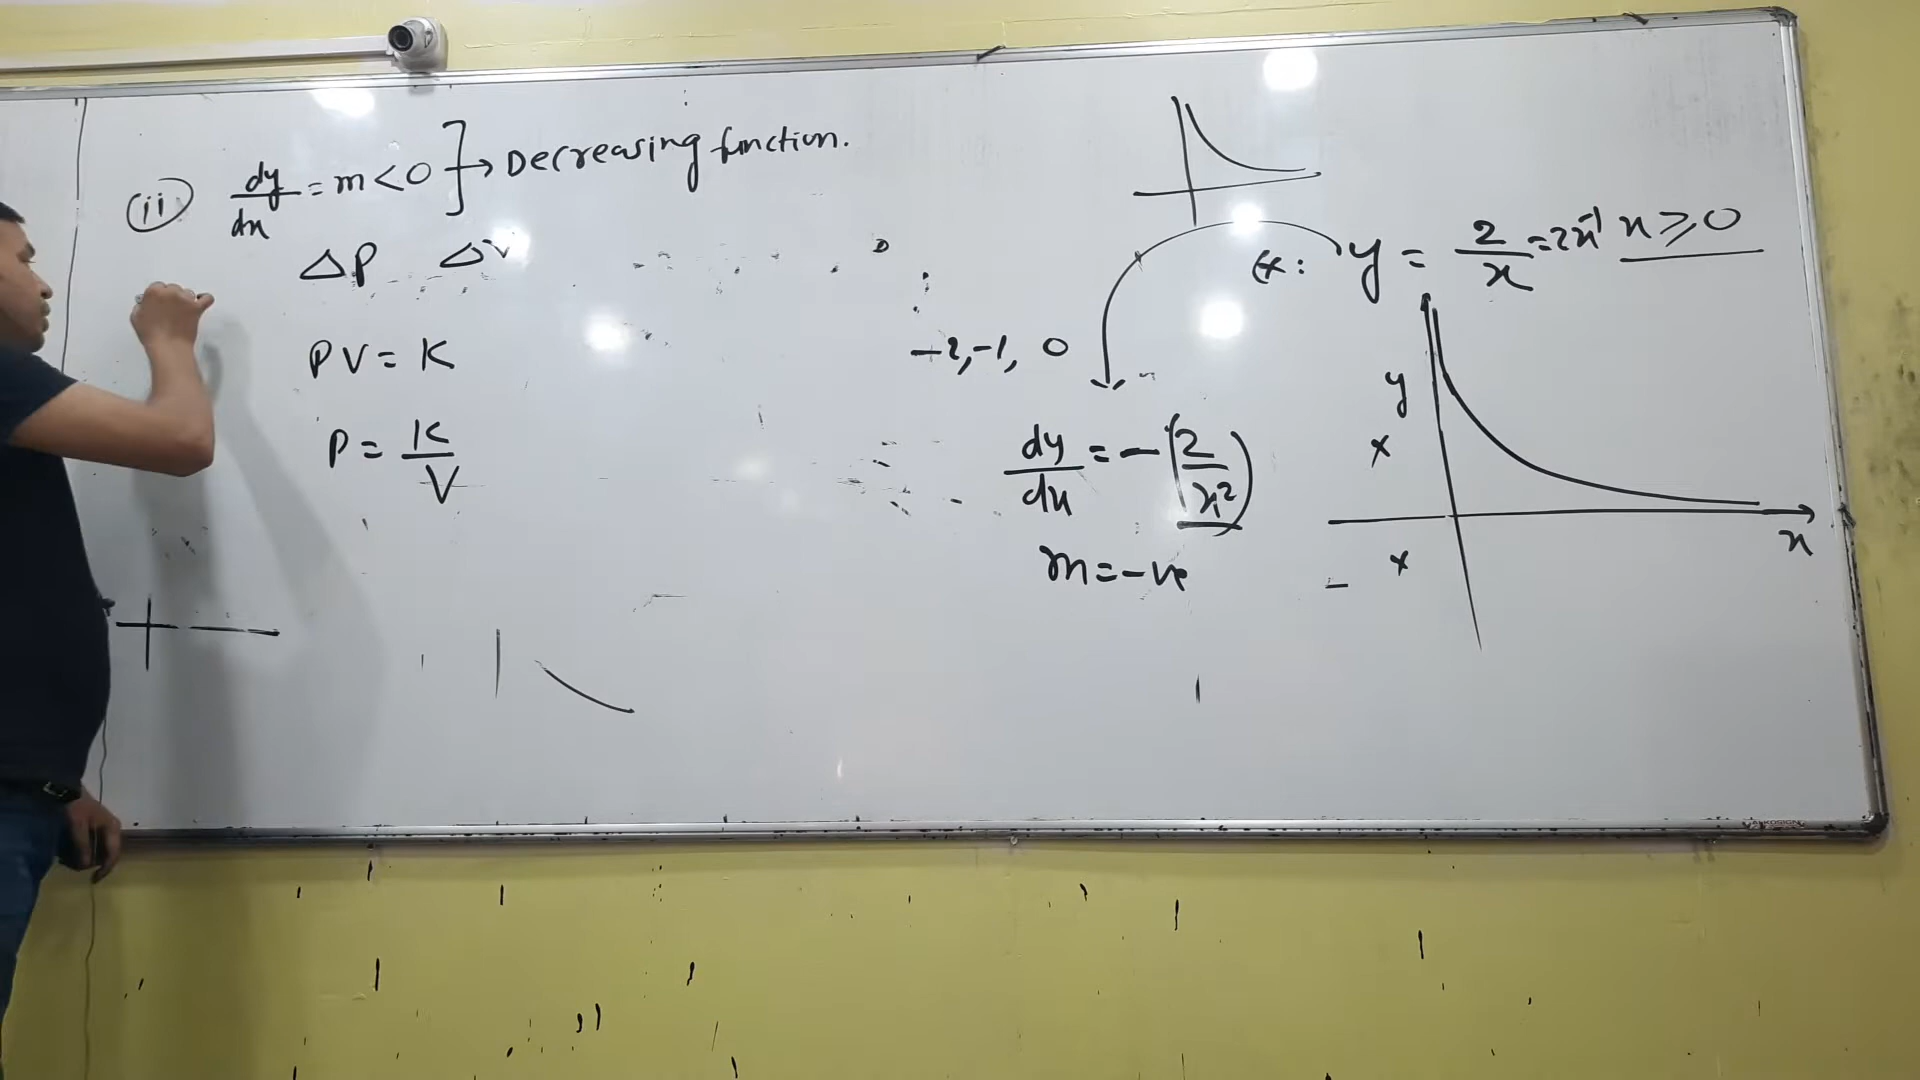 (ii) dy/dx = m < 0 ] → Decreasing function.
ΔP ΔV
PV = K
P = K/V
Ex: y = 2/x = 2x⁻¹ x ≥ 0
-2, -1, 0
dy/dx = -(2/x²)
m = -ve
y
x
x
x